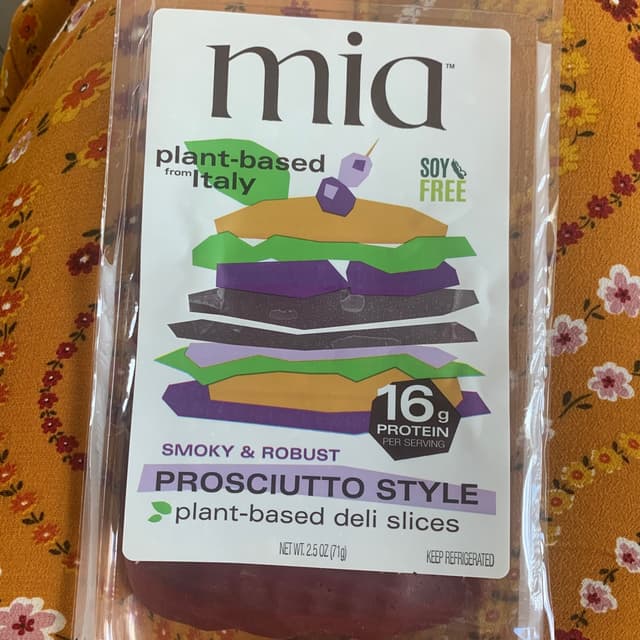 mia™
plant-based
from Italy
SOY
FREE
16g
PROTEIN
PER SERVING
SMOKY & ROBUST
PROSCIUTTO STYLE
plant-based deli slices
NET WT. 2.5 OZ (71g)
KEEP REFRIGERATED